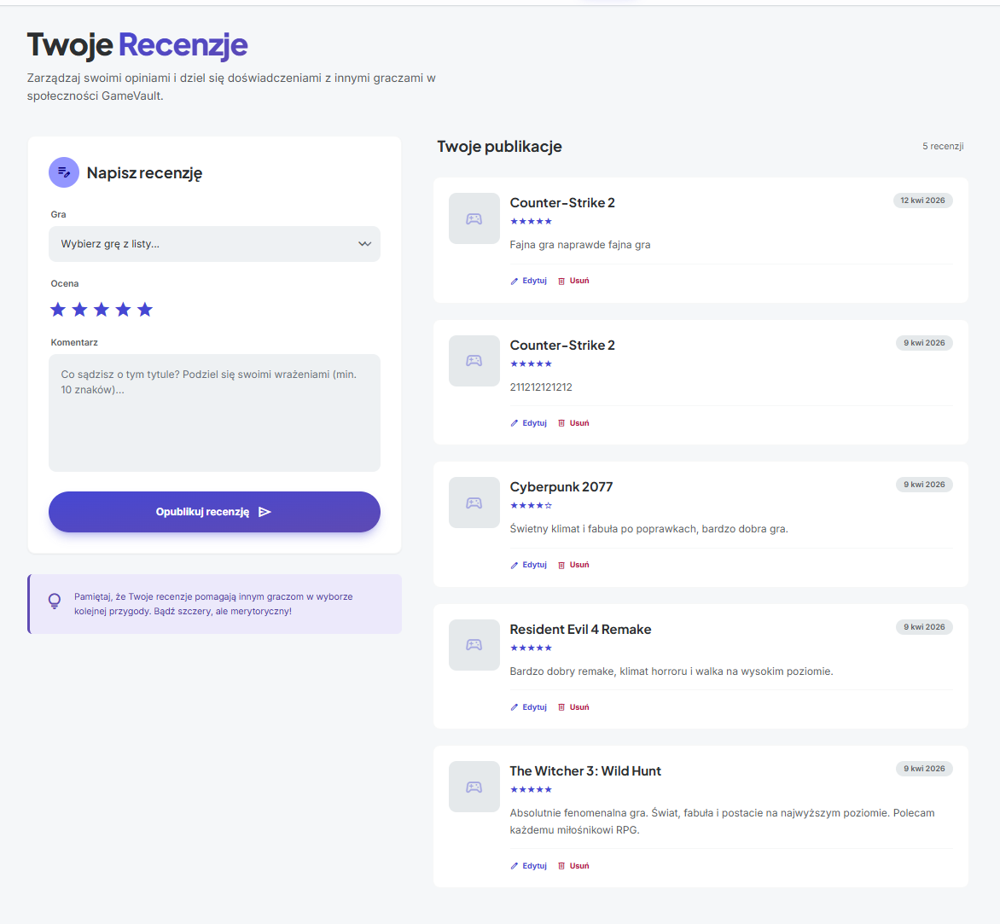 Twoje Recenzje
Zarządzaj swoimi opiniami i dziel się doświadczeniami z innymi graczami w
społeczności GameVault.
Napisz recenzję
Gra
Wybierz grę z listy...
Ocena
★ ★ ★ ★ ★
Komentarz
Co sądzisz o tym tytule? Podziel się swoimi wrażeniami (min.
10 znaków)...
Opublikuj recenzję
Pamiętaj, że Twoje recenzje pomagają innym graczom w wyborze
kolejnej przygody. Bądź szczery, ale merytoryczny!
Twoje publikacje
5 recenzji
Counter-Strike 2
12 kwi 2026
★★★★★
Fajna gra naprawde fajna gra
Edytuj Usuń
Counter-Strike 2
9 kwi 2026
★★★★★
211212121212
Edytuj Usuń
Cyberpunk 2077
9 kwi 2026
★★★★☆
Świetny klimat i fabuła po poprawkach, bardzo dobra gra.
Edytuj Usuń
Resident Evil 4 Remake
9 kwi 2026
★★★★★
Bardzo dobry remake, klimat horroru i walka na wysokim poziomie.
Edytuj Usuń
The Witcher 3: Wild Hunt
9 kwi 2026
★★★★★
Absolutnie fenomenalna gra. Świat, fabuła i postacie na najwyższym poziomie. Polecam
każdemu miłośnikowi RPG.
Edytuj Usuń